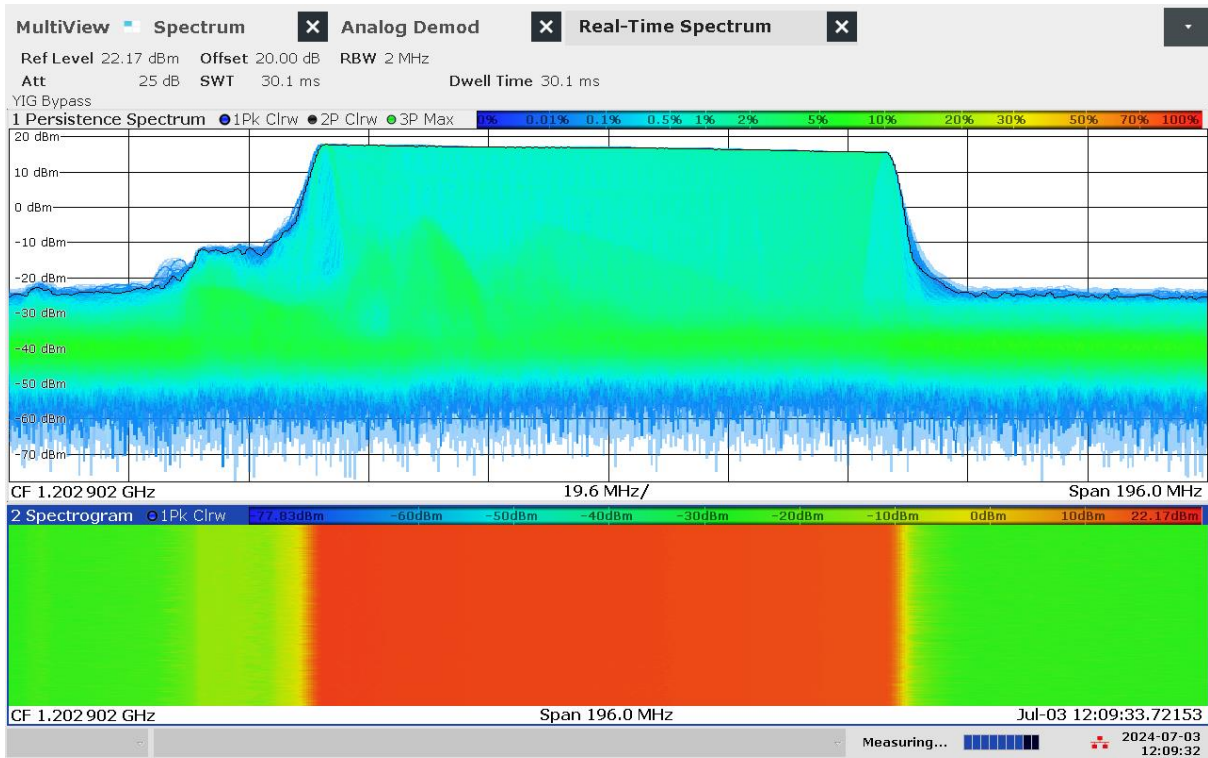 MultiView Spectrum X Analog Demod X Real-Time Spectrum X
Ref Level 22.17 dBm Offset 20.00 dB RBW 2 MHz
Att 25 dB SWT 30.1 ms Dwell Time 30.1 ms
YIG Bypass
1 Persistence Spectrum 1Pk Clrw 2P Clrw 3P Max 0% 0.01% 0.1% 0.5% 1% 2% 5% 10% 20% 30% 50% 70% 100%
20 dBm
10 dBm
0 dBm
-10 dBm
-20 dBm
-30 dBm
-40 dBm
-50 dBm
-60 dBm
-70 dBm
CF 1.202902 GHz 19.6 MHz/ Span 196.0 MHz
2 Spectrogram 1Pk Clrw -77.83dBm -60dBm -50dBm -40dBm -30dBm -20dBm -10dBm 0dBm 10dBm 22.17dBm
CF 1.202902 GHz Span 196.0 MHz Jul-03 12:09:33.72153
Measuring... 2024-07-03
12:09:32